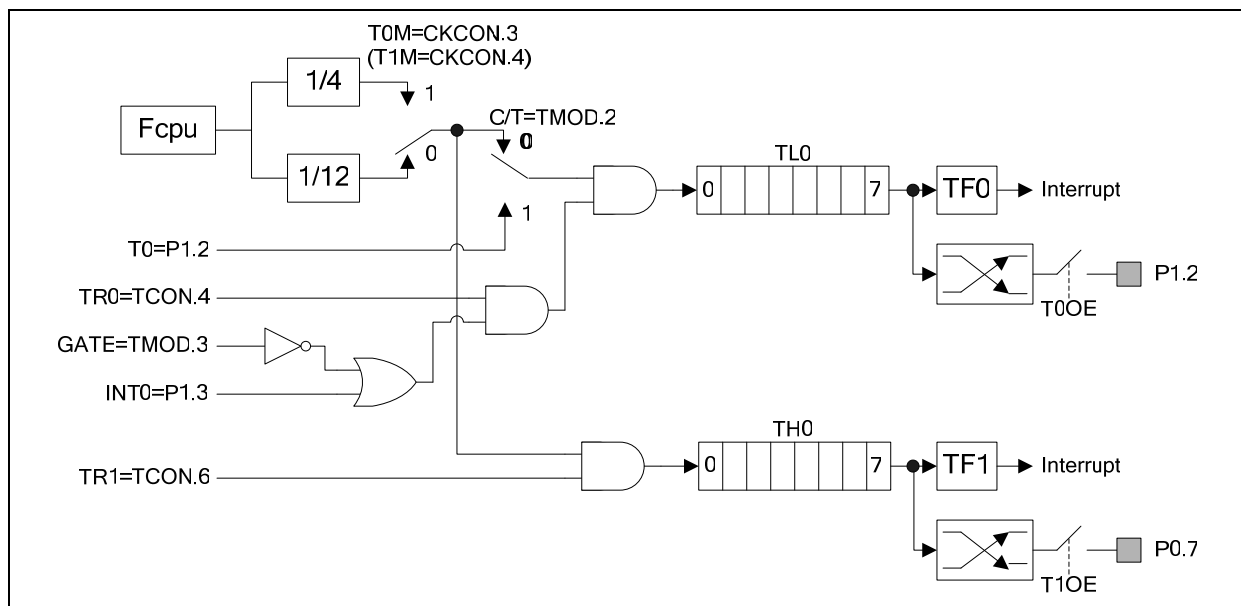 T0M=CKCON.3
(T1M=CKCON.4)
1/4
1
Fcpu
C/T=TMOD.2
0
0
1/12
1
TL0
0 7
TF0
Interrupt
T0=P1.2
P1.2
T0OE
TR0=TCON.4
GATE=TMOD.3
INT0=P1.3
TH0
0 7
TF1
Interrupt
TR1=TCON.6
P0.7
T1OE